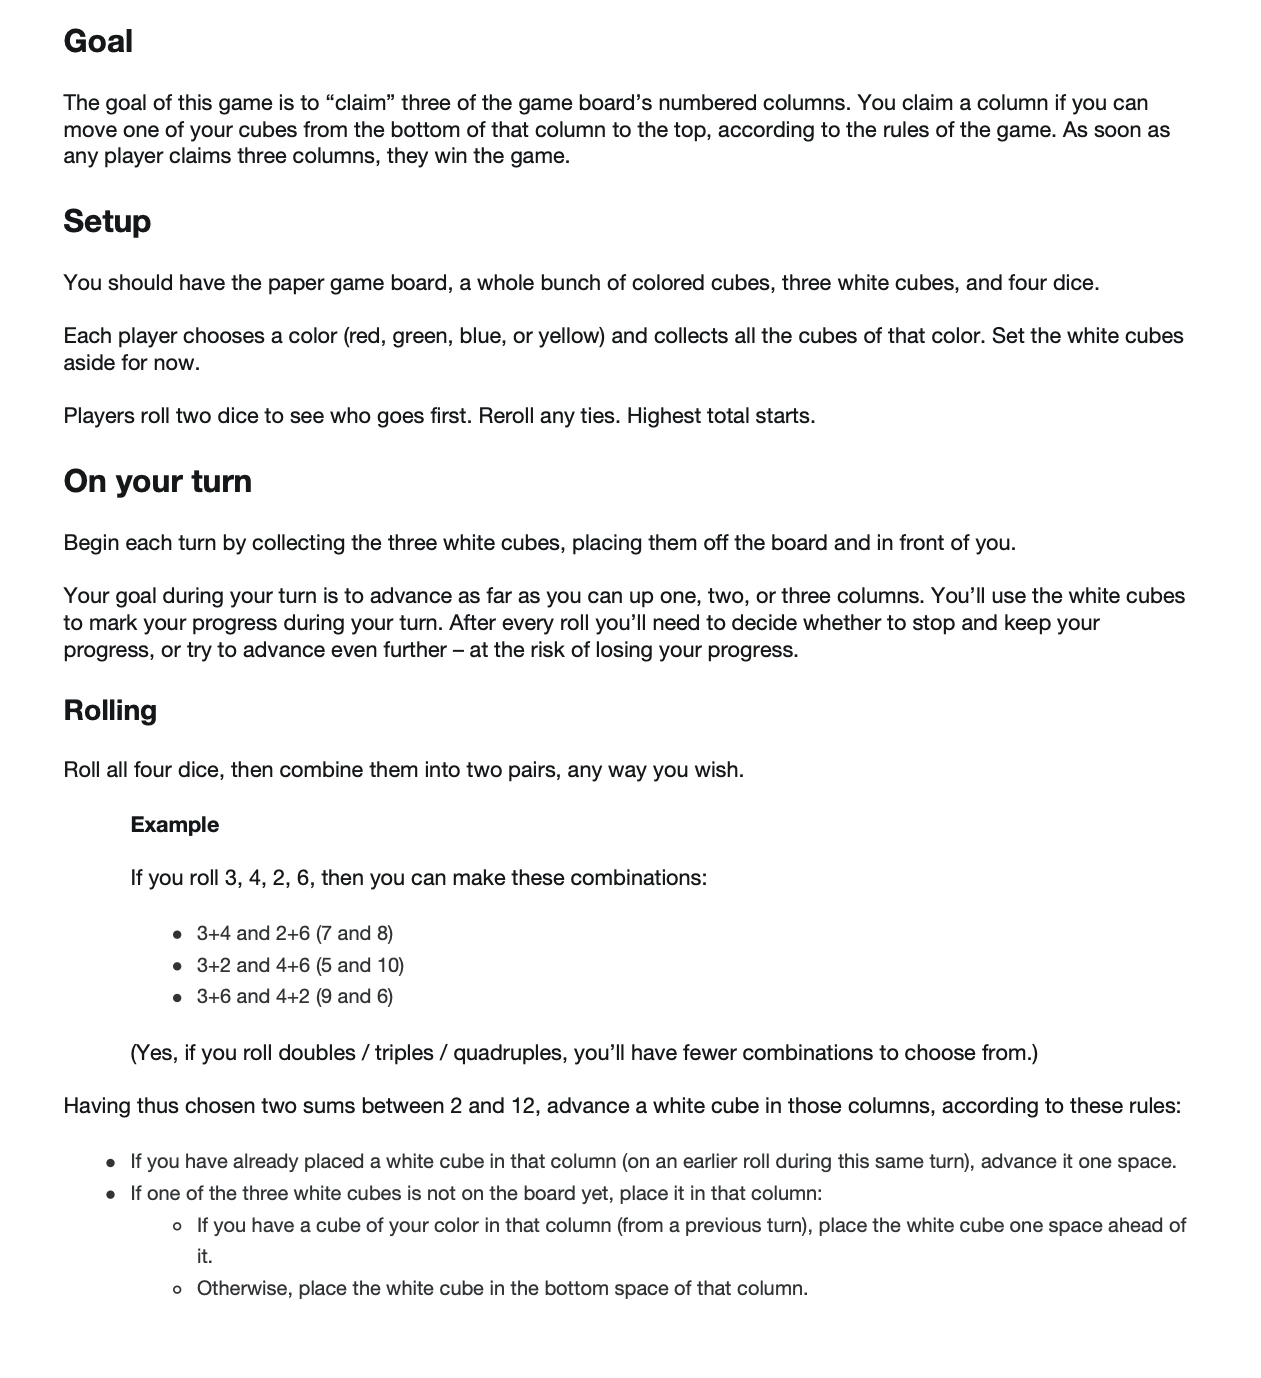 Goal
The goal of this game is to “claim” three of the game board’s numbered columns. You claim a column if you can
move one of your cubes from the bottom of that column to the top, according to the rules of the game. As soon as
any player claims three columns, they win the game.
Setup
You should have the paper game board, a whole bunch of colored cubes, three white cubes, and four dice.
Each player chooses a color (red, green, blue, or yellow) and collects all the cubes of that color. Set the white cubes
aside for now.
Players roll two dice to see who goes first. Reroll any ties. Highest total starts.
On your turn
Begin each turn by collecting the three white cubes, placing them off the board and in front of you.
Your goal during your turn is to advance as far as you can up one, two, or three columns. You’ll use the white cubes
to mark your progress during your turn. After every roll you’ll need to decide whether to stop and keep your
progress, or try to advance even further – at the risk of losing your progress.
Rolling
Roll all four dice, then combine them into two pairs, any way you wish.
Example
If you roll 3, 4, 2, 6, then you can make these combinations:
● 3+4 and 2+6 (7 and 8)
● 3+2 and 4+6 (5 and 10)
● 3+6 and 4+2 (9 and 6)
(Yes, if you roll doubles / triples / quadruples, you’ll have fewer combinations to choose from.)
Having thus chosen two sums between 2 and 12, advance a white cube in those columns, according to these rules:
● If you have already placed a white cube in that column (on an earlier roll during this same turn), advance it one space.
● If one of the three white cubes is not on the board yet, place it in that column:
○ If you have a cube of your color in that column (from a previous turn), place the white cube one space ahead of
it.
○ Otherwise, place the white cube in the bottom space of that column.